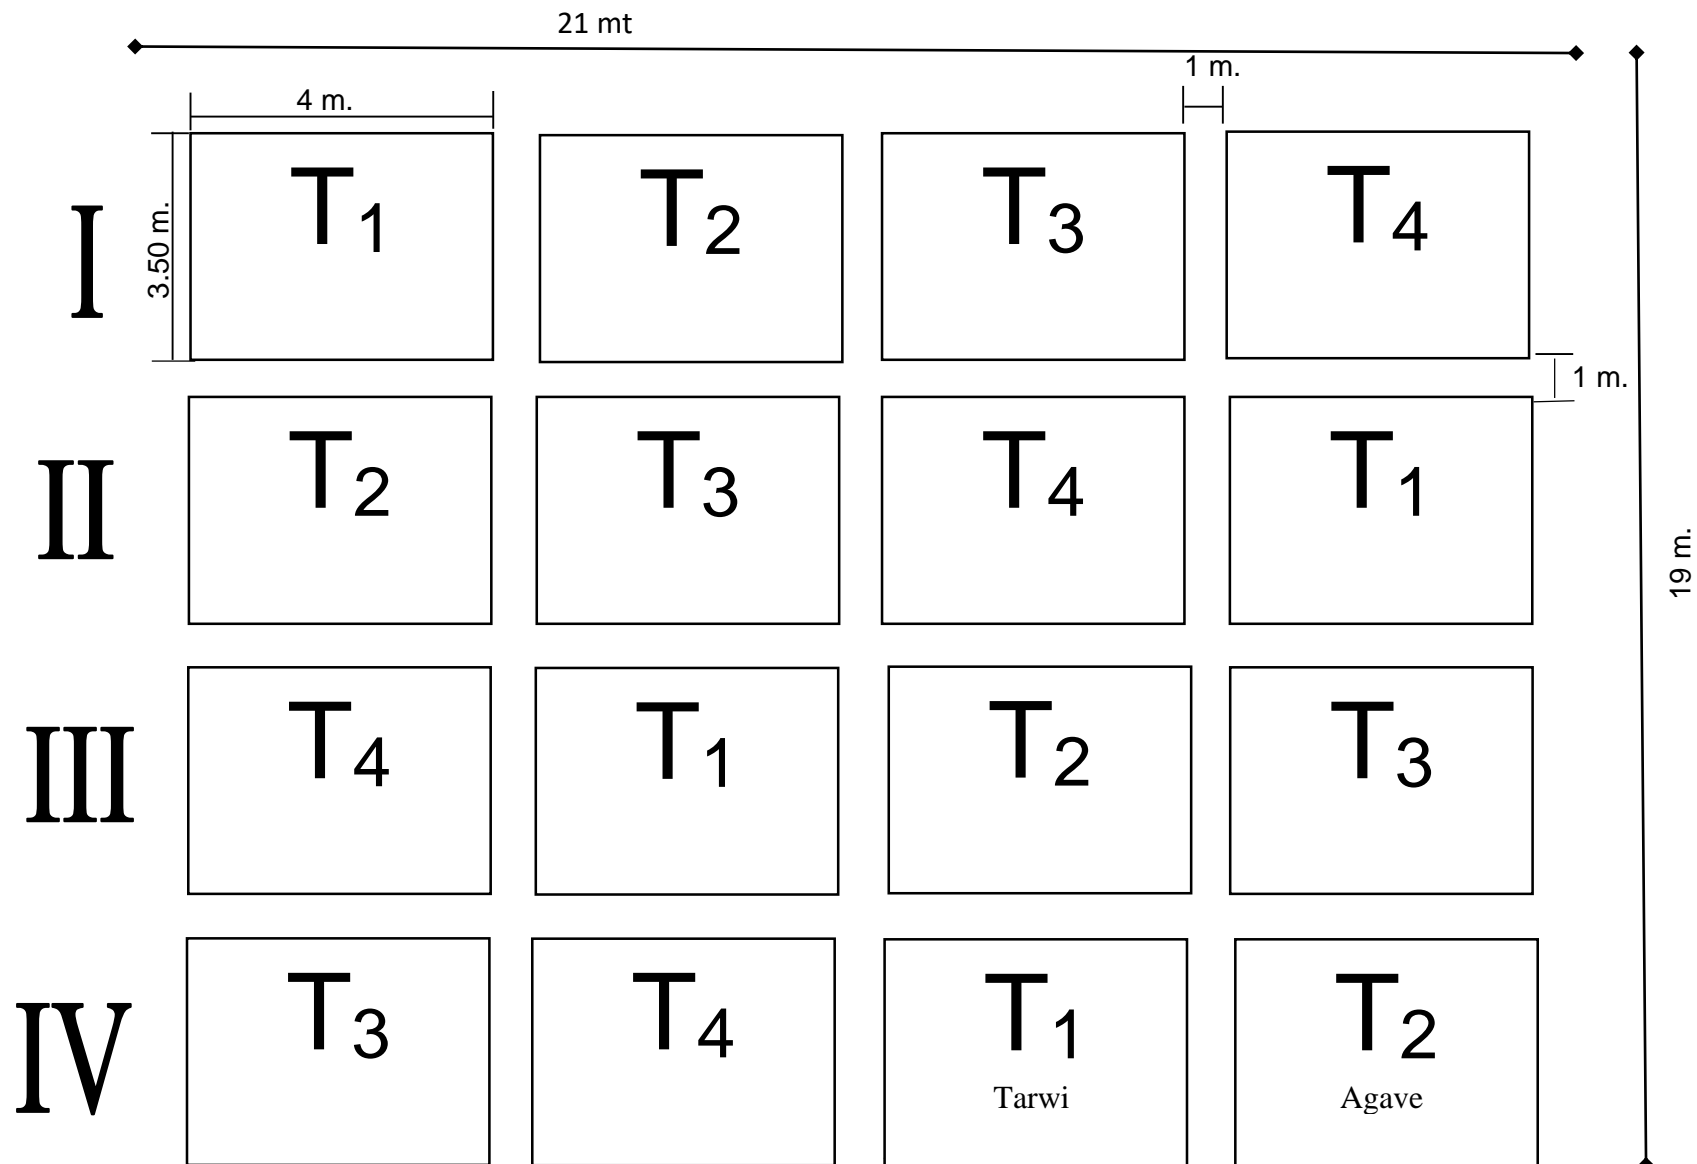 21 mt
1 m.
4 m.
3.50 m.
I
T1
T2
T3
T4
1 m.
II
T2
T3
T4
T1
19 m.
III
T4
T1
T2
T3
IV
T3
T4
T1
T2
Tarwi
Agave